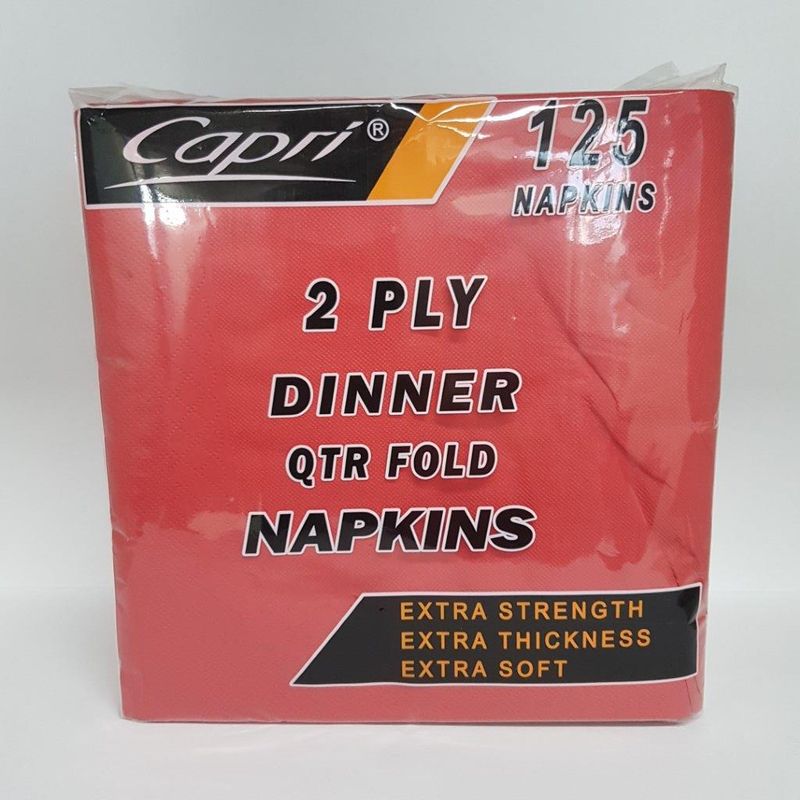 Capri®
125
NAPKINS
2 PLY
DINNER
QTR FOLD
NAPKINS
EXTRA STRENGTH
EXTRA THICKNESS
EXTRA SOFT